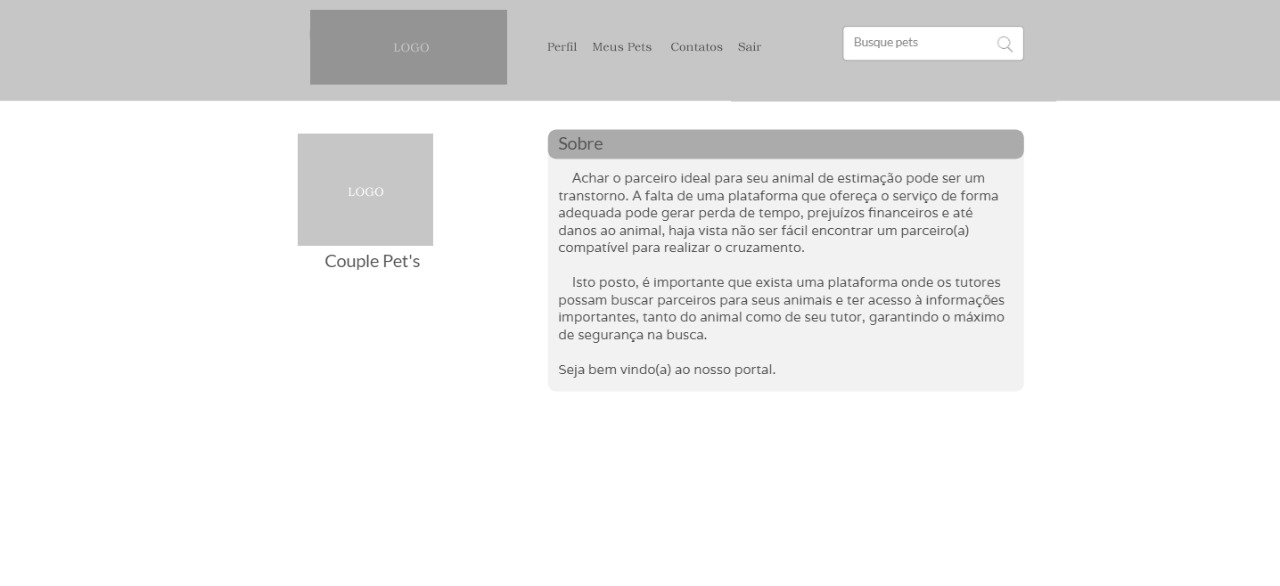 LOGO
Perfil Meus Pets Contatos Sair
Busque pets
LOGO
Couple Pet's
Sobre
Achar o parceiro ideal para seu animal de estimação pode ser um
transtorno. A falta de uma plataforma que ofereça o serviço de forma
adequada pode gerar perda de tempo, prejuízos financeiros e até
danos ao animal, haja vista não ser fácil encontrar um parceiro(a)
compatível para realizar o cruzamento.
Isto posto, é importante que exista uma plataforma onde os tutores
possam buscar parceiros para seus animais e ter acesso à informações
importantes, tanto do animal como de seu tutor, garantindo o máximo
de segurança na busca.
Seja bem vindo(a) ao nosso portal.